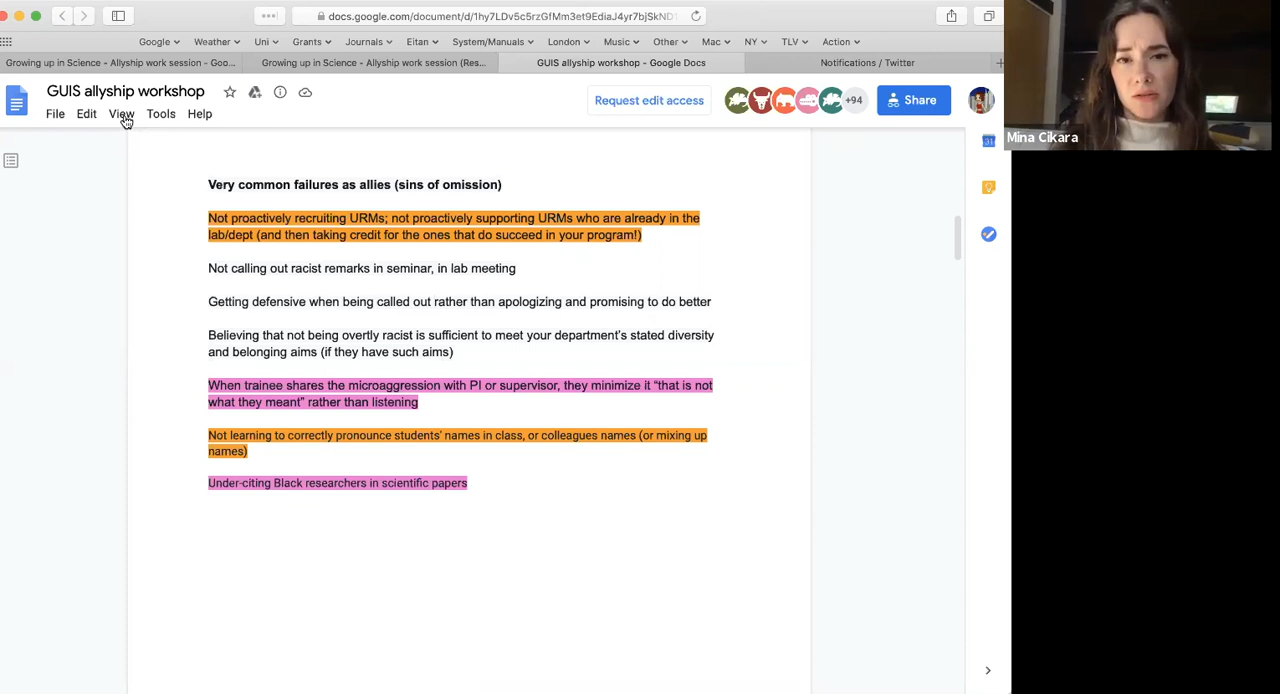 docs.google.com/document/d/1hy7LDv5c5rzGfMm3et9EdiaJ4yr7bjSkND1
Google Weather Uni Grants Journals Eitan System/Manuals London Music Other Mac NY TLV Action
Growing up in Science - Allyship work session - Goo...
Growing up in Science - Allyship work session (Res...
GUIS allyship workshop - Google Docs
Notifications / Twitter
GUIS allyship workshop
Request edit access
+94
Share
File Edit View Tools Help
Mina Cikara
31
Very common failures as allies (sins of omission)
Not proactively recruiting URMs; not proactively supporting URMs who are already in the
lab/dept (and then taking credit for the ones that do succeed in your program!)
Not calling out racist remarks in seminar, in lab meeting
Getting defensive when being called out rather than apologizing and promising to do better
Believing that not being overtly racist is sufficient to meet your department's stated diversity
and belonging aims (if they have such aims)
When trainee shares the microaggression with PI or supervisor, they minimize it “that is not
what they meant” rather than listening
Not learning to correctly pronounce students' names in class, or colleagues names (or mixing up
names)
Under-citing Black researchers in scientific papers